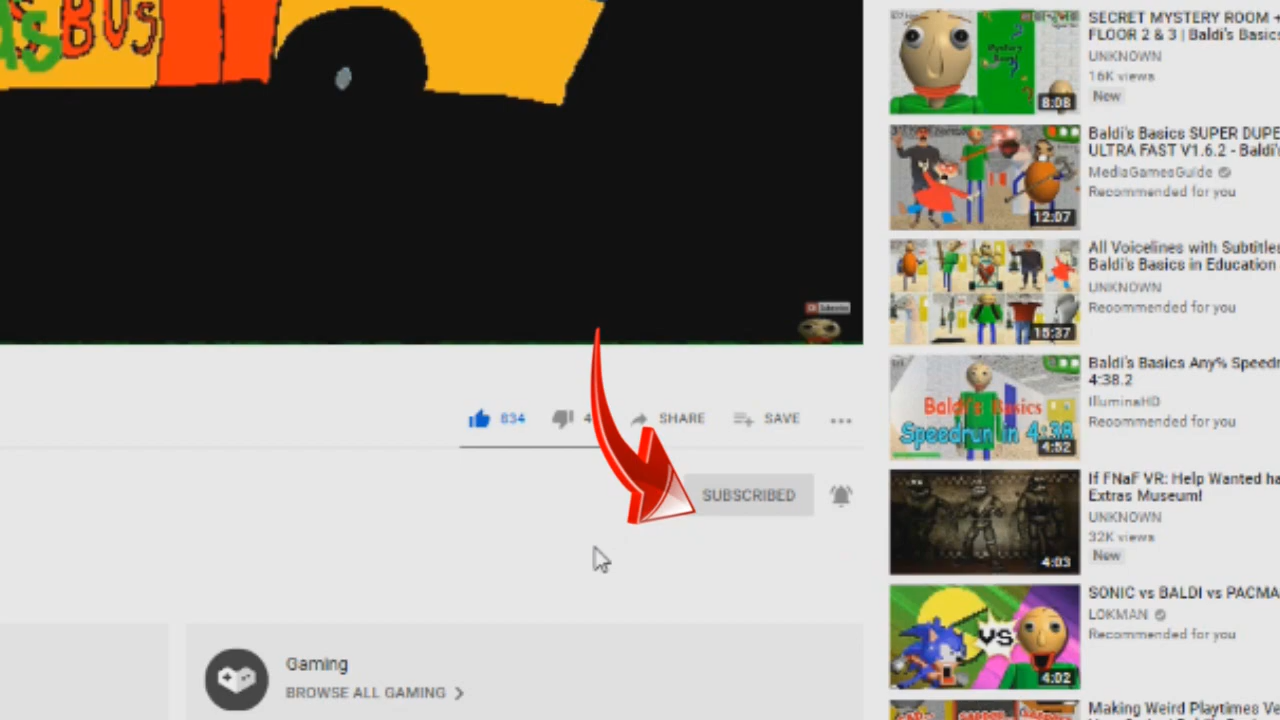 BUS
834
4
SHARE
SAVE
SUBSCRIBED
Gaming
BROWSE ALL GAMING
8:08
SECRET MYSTERY ROOM +
FLOOR 2 & 3 | Baldi's Basics
UNKNOWN
16K views
New
12:07
Baldi's Basics SUPER DUPE
ULTRA FAST V1.6.2 - Baldi's
MediaGamesGuide
Recommended for you
15:37
All Voicelines with Subtitles
Baldi's Basics in Education
UNKNOWN
Recommended for you
Baldi's Basics
Speedrun in 4:38
4:52
Baldi's Basics Any% Speedr
4:38.2
IlluminaHD
Recommended for you
4:03
If FNaF VR: Help Wanted ha
Extras Museum!
UNKNOWN
32K views
New
VS
4:02
SONIC vs BALDI vs PACMA
LOKMAN
Recommended for you
Making Weird Playtimes Ve